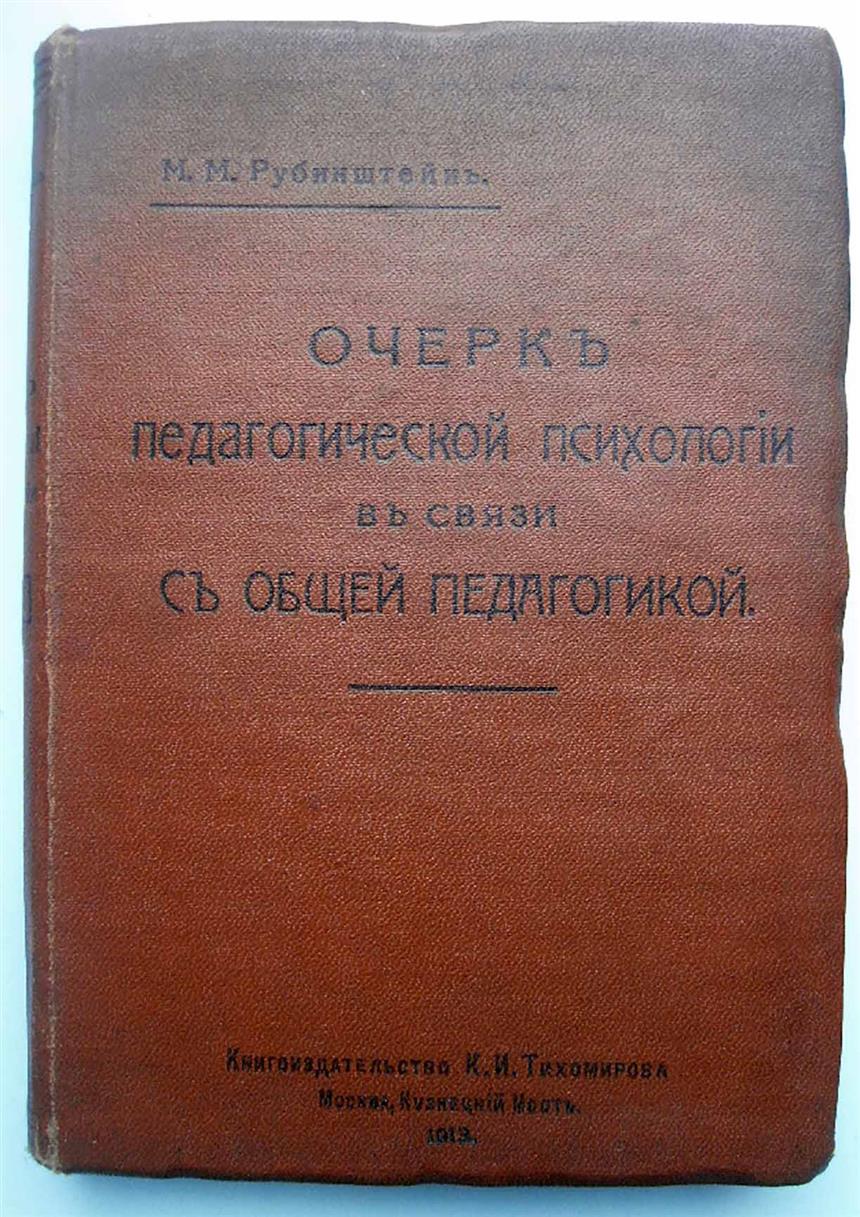 М. М. Рубинштейнъ.
ОЧЕРКЪ
ПЕДАГОГИЧЕСКОЙ ПСИХОЛОГІИ
ВЪ СВЯЗИ
СЪ ОБЩЕЙ ПЕДАГОГИКОЙ.
Книгоиздательство К. И. Тихомирова
Москва, Кузнецкій Мостъ.
1913.